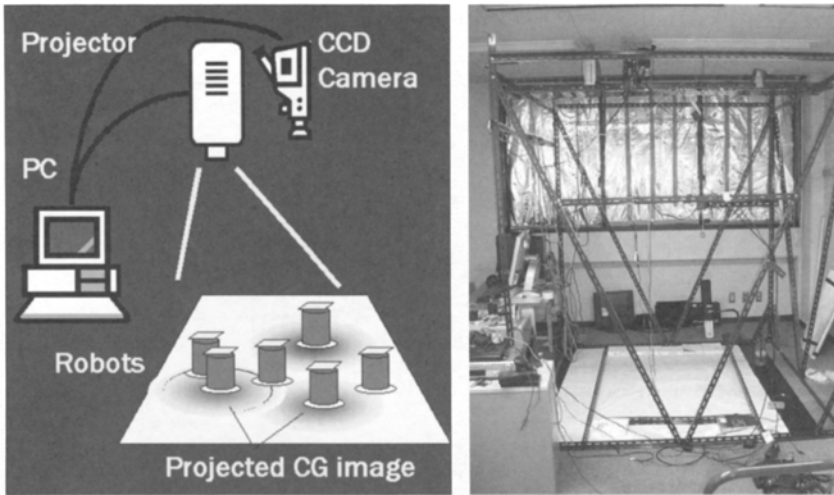 Projector
CCD
Camera
PC
Robots
Projected CG image